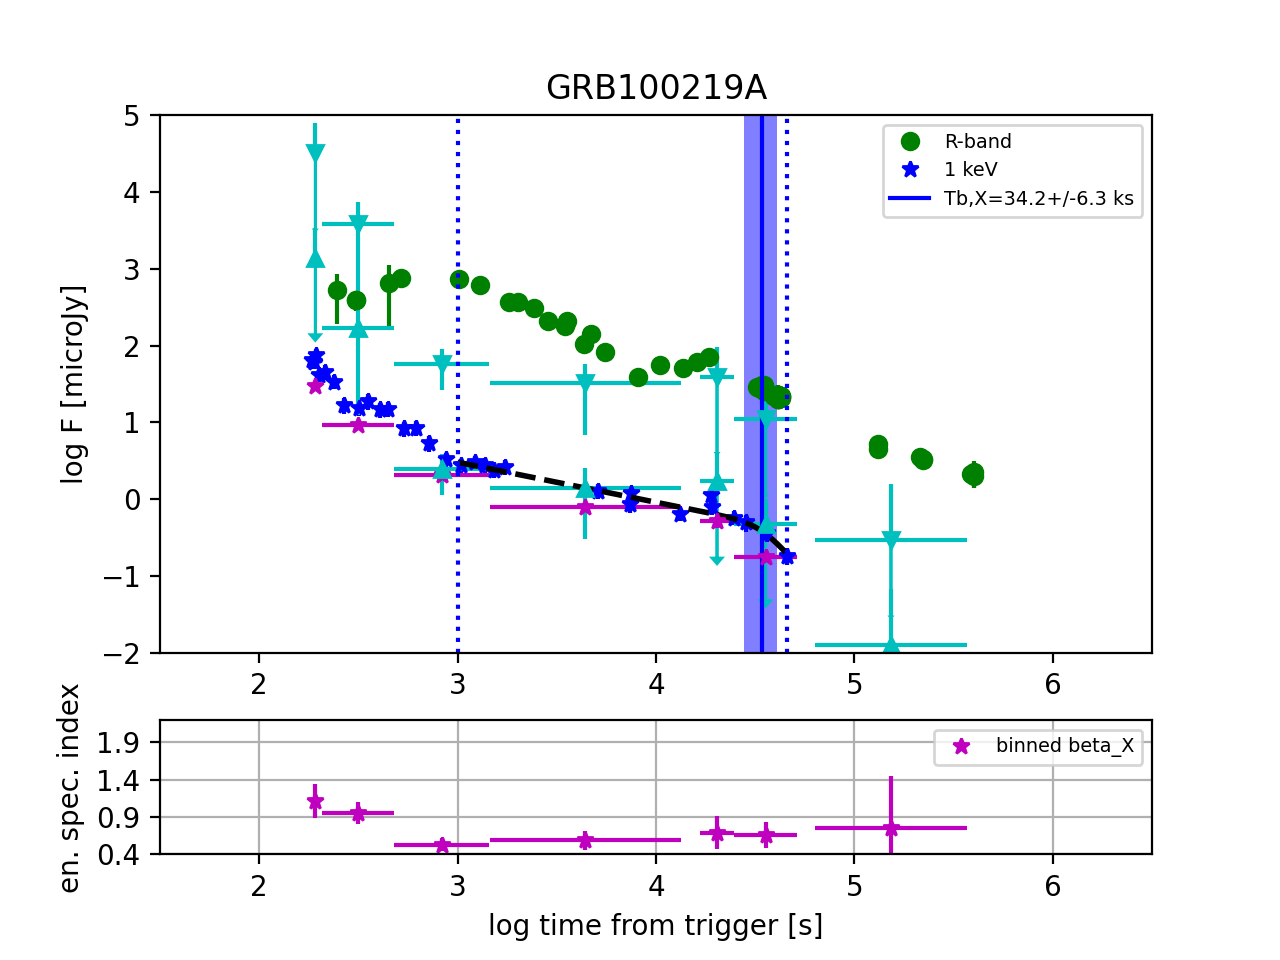 GRB100219A
5
4
3
2
1
0
−1
−2
log F [microJy]
R-band
1 keV
Tb,X=34.2+/-6.3 ks
2 3 4 5 6
1.9
1.4
0.9
0.4
en. spec. index
binned beta_X
2 3 4 5 6
log time from trigger [s]